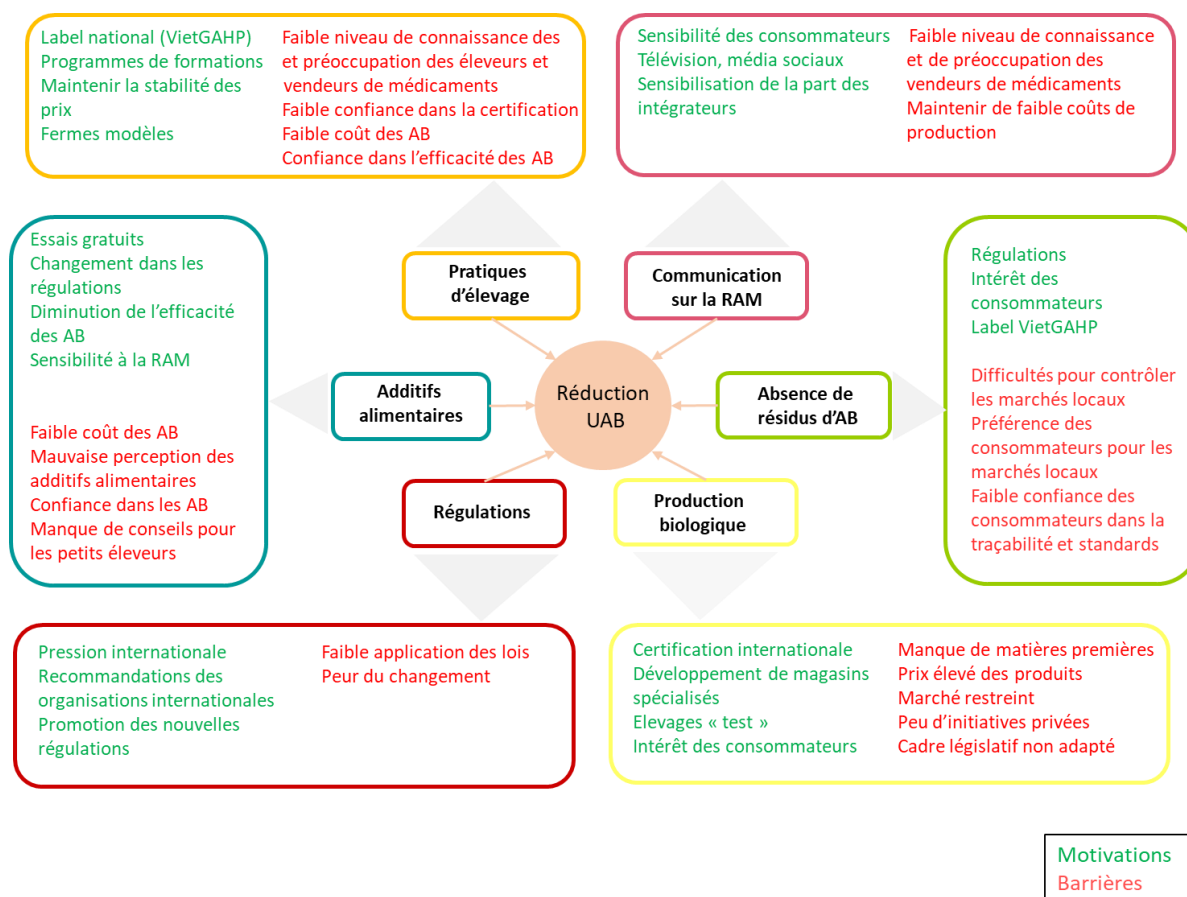 Label national (VietGAHP)
Programmes de formations
Maintenir la stabilité des
prix
Fermes modèles
Faible niveau de connaissance des
et préoccupation des éleveurs et
vendeurs de médicaments
Faible confiance dans la certification
Faible coût des AB
Confiance dans l’efficacité des AB
Sensibilité des consommateurs
Télévision, média sociaux
Sensibilisation de la part des
intégrateurs
Faible niveau de connaissance
et de préoccupation des
vendeurs de médicaments
Maintenir de faible coûts de
production
Essais gratuits
Changement dans les
régulations
Diminution de l’efficacité
des AB
Sensibilité à la RAM
Faible coût des AB
Mauvaise perception des
additifs alimentaires
Confiance dans les AB
Manque de conseils pour
les petits éleveurs
Pratiques
d’élevage
Communication
sur la RAM
Additifs
alimentaires
Réduction
UAB
Absence de
résidus d’AB
Régulations
Production
biologique
Régulations
Intérêt des
consommateurs
Label VietGAHP
Difficultés pour contrôler
les marchés locaux
Préférence des
consommateurs pour les
marchés locaux
Faible confiance des
consommateurs dans la
traçabilité et standards
Pression internationale
Recommandations des
organisations internationales
Promotion des nouvelles
régulations
Faible application des lois
Peur du changement
Certification internationale
Développement de magasins
spécialisés
Elevages « test »
Intérêt des consommateurs
Manque de matières premières
Prix élevé des produits
Marché restreint
Peu d’initiatives privées
Cadre législatif non adapté
Motivations
Barrières